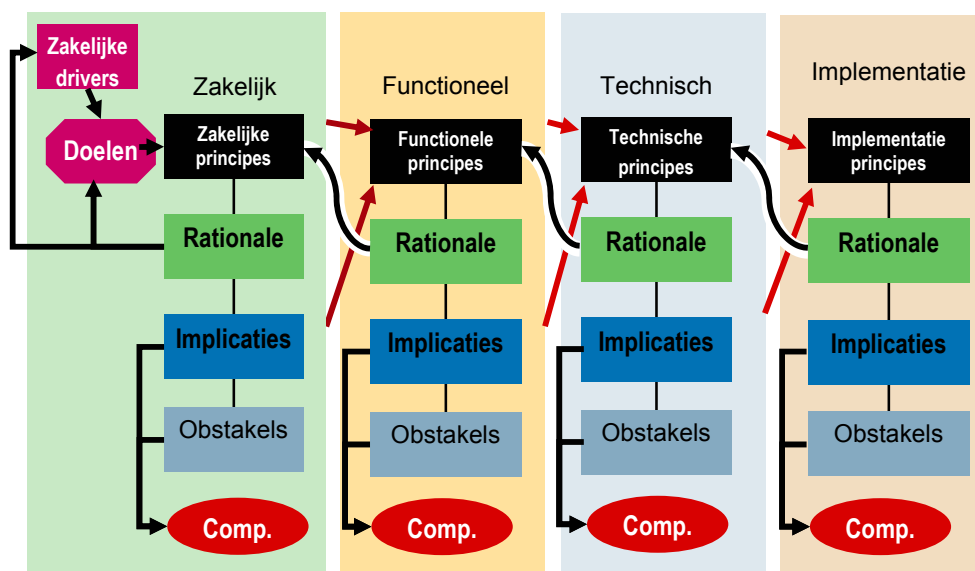 Zakelijke
drivers
Doelen
Zakelijk
Zakelijke
principes
Rationale
Implicaties
Obstakels
Comp.
Functioneel
Functionele
principes
Rationale
Implicaties
Obstakels
Comp.
Technisch
Technische
principes
Rationale
Implicaties
Obstakels
Comp.
Implementatie
Implementatie
principes
Rationale
Implicaties
Obstakels
Comp.